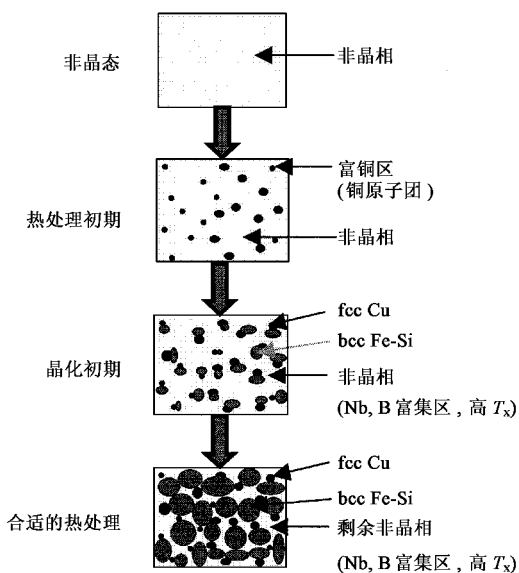 非晶态
非晶相
富铜区
(铜原子团)
热处理初期
非晶相
fcc Cu
bcc Fe-Si
晶化初期
非晶相
(Nb, B 富集区, 高 Tx)
fcc Cu
bcc Fe-Si
合适的热处理
剩余非晶相
(Nb, B 富集区, 高 Tx)